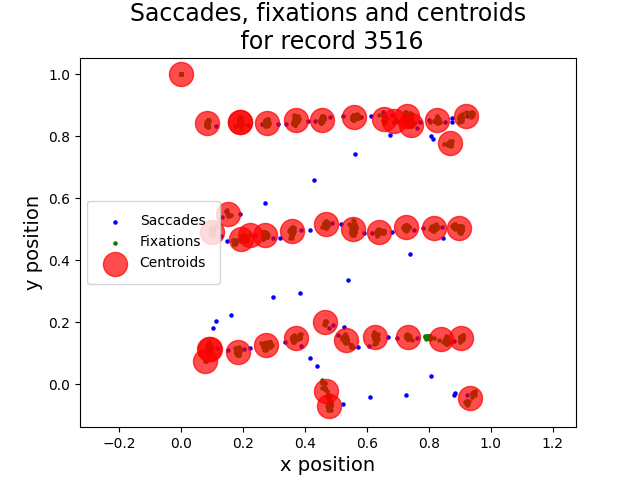 Saccades, fixations and centroids
for record 3516
1.0
0.8
0.6
0.4
0.2
0.0
y position
Saccades
Fixations
Centroids
−0.2
0.0
0.2
0.4
0.6
0.8
1.0
1.2
x position